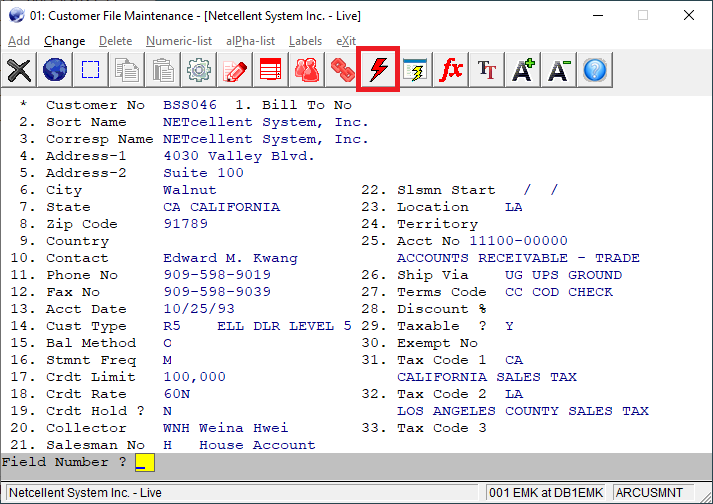 01: Customer File Maintenance - [Netcellent System Inc. - Live]
Add Change Delete Numeric-list alPha-list Labels eXit
fx TT A+ A- ?
* Customer No BSS046 1. Bill To No
2. Sort Name NETcellent System, Inc.
3. Corresp Name NETcellent System, Inc.
4. Address-1 4030 Valley Blvd.
5. Address-2 Suite 100
6. City Walnut 22. Slsmn Start / /
7. State CA CALIFORNIA 23. Location LA
8. Zip Code 91789 24. Territory
9. Country 25. Acct No 11100-00000
10. Contact Edward M. Kwang ACCOUNTS RECEIVABLE - TRADE
11. Phone No 909-598-9019 26. Ship Via UG UPS GROUND
12. Fax No 909-598-9039 27. Terms Code CC COD CHECK
13. Acct Date 10/25/93 28. Discount %
14. Cust Type R5 ELL DLR LEVEL 5 29. Taxable ? Y
15. Bal Method O 30. Exempt No
16. Stmnt Freq M 31. Tax Code 1 CA
17. Crdt Limit 100,000 CALIFORNIA SALES TAX
18. Crdt Rate 60N 32. Tax Code 2 LA
19. Crdt Hold ? N LOS ANGELES COUNTY SALES TAX
20. Collector WNH Weina Hwei 33. Tax Code 3
21. Salesman No H House Account
Field Number ? _
Netcellent System Inc. - Live 001 EMK at DB1EMK ARCUSMNT